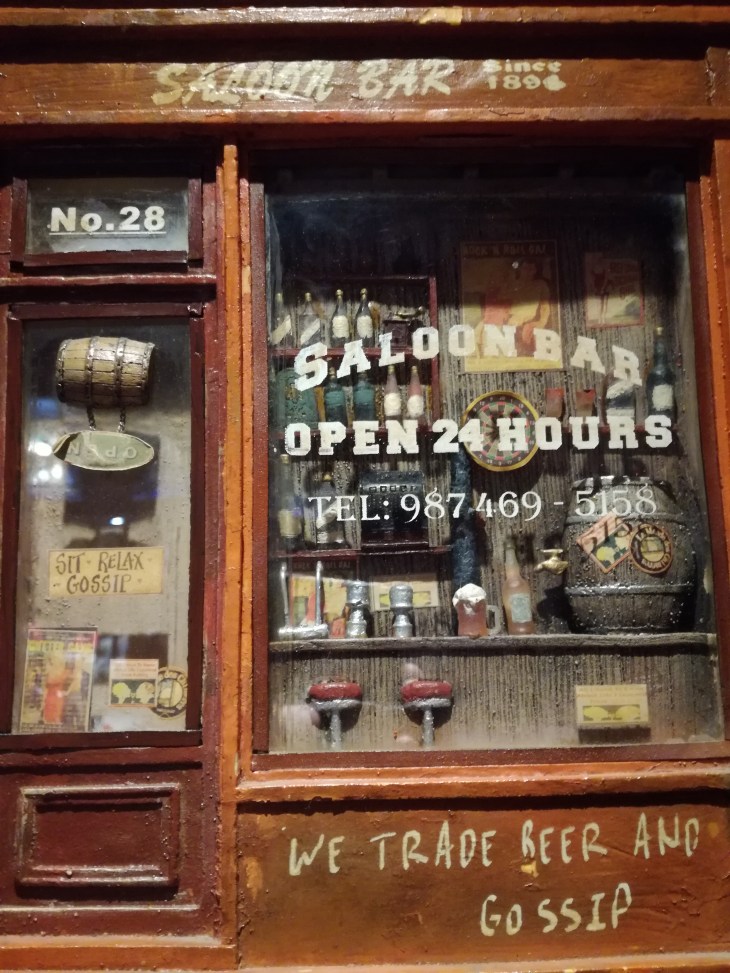 SALOON BAR
Since
1896
No.28
SALOON BAR
OPEN 24 HOURS
TEL: 987 469 - 5158
OPEN
SIT RELAX
GOSSIP
WE TRADE BEER AND
GOSSIP